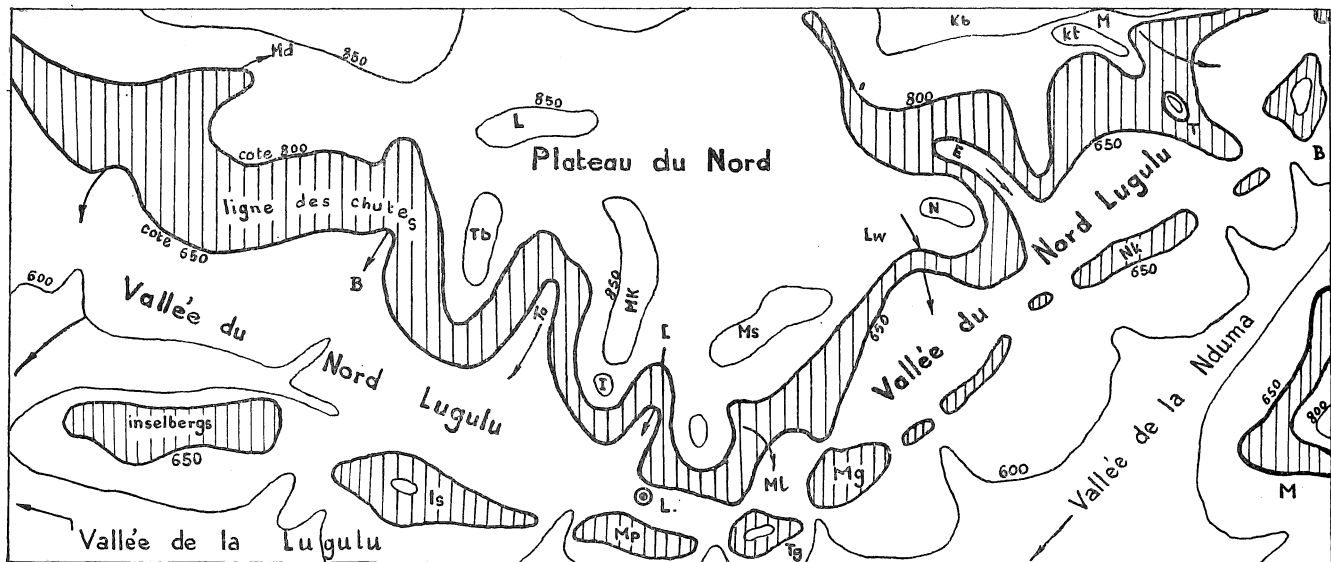 Kb
M
kt
Md
850
850
L
800
cote 800
Plateau du Nord
E
650
T
B
ligne des chutes
cote 650
Tb
N
Lw
Nord Lugulu
Nk
650
B
600
Vallée du
850
MK
Ms
650
Vallée du
To
I
Nord Lugulu
I
Nduma
650
800
inselbergs
650
Vallée de la
600
Is
L.
Ml
Mg
M
Mp
Tg
Vallée de la Lugulu